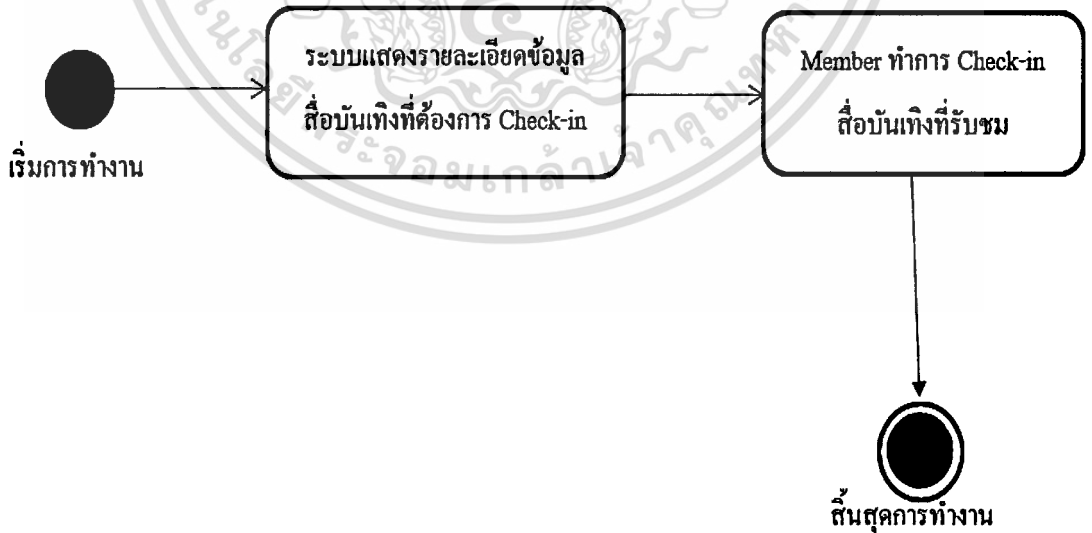 ระบบแสดงรายละเอียดข้อมูล
สื่อบันเทิงที่ต้องการ Check-in
Member ทำการ Check-in
สื่อบันเทิงที่รับชม
เริ่มการทำงาน
สิ้นสุดการทำงาน